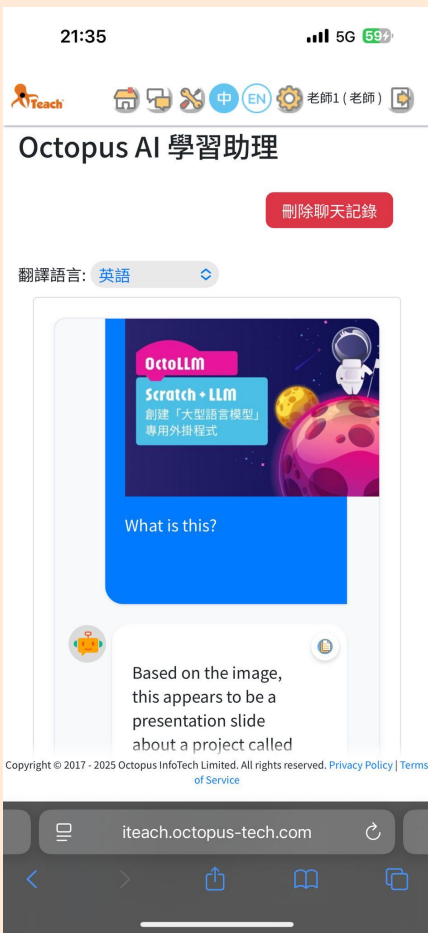 21:35
5G 59
Teach
中
EN
老師1 ( 老師 )
Octopus AI 學習助理
刪除聊天記錄
翻譯語言: 英語
OctoLLM
Scratch + LLM
創建「大型語言模型」
專用外掛程式
What is this?
Based on the image,
this appears to be a
presentation slide
about a project called
Copyright © 2017 - 2025 Octopus InfoTech Limited. All rights reserved. Privacy Policy | Terms
of Service
iteach.octopus-tech.com